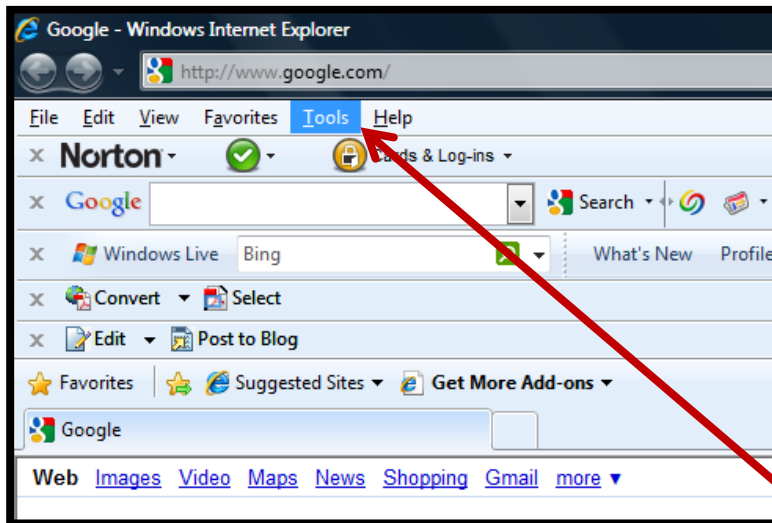 Google - Windows Internet Explorer
http://www.google.com/
File Edit View Favorites Tools Help
x Norton Cards & Log-ins
x Google Search
x Windows Live Bing What's New Profile
x Convert Select
x Edit Post to Blog
Favorites Suggested Sites Get More Add-ons
Google
Web Images Video Maps News Shopping Gmail more